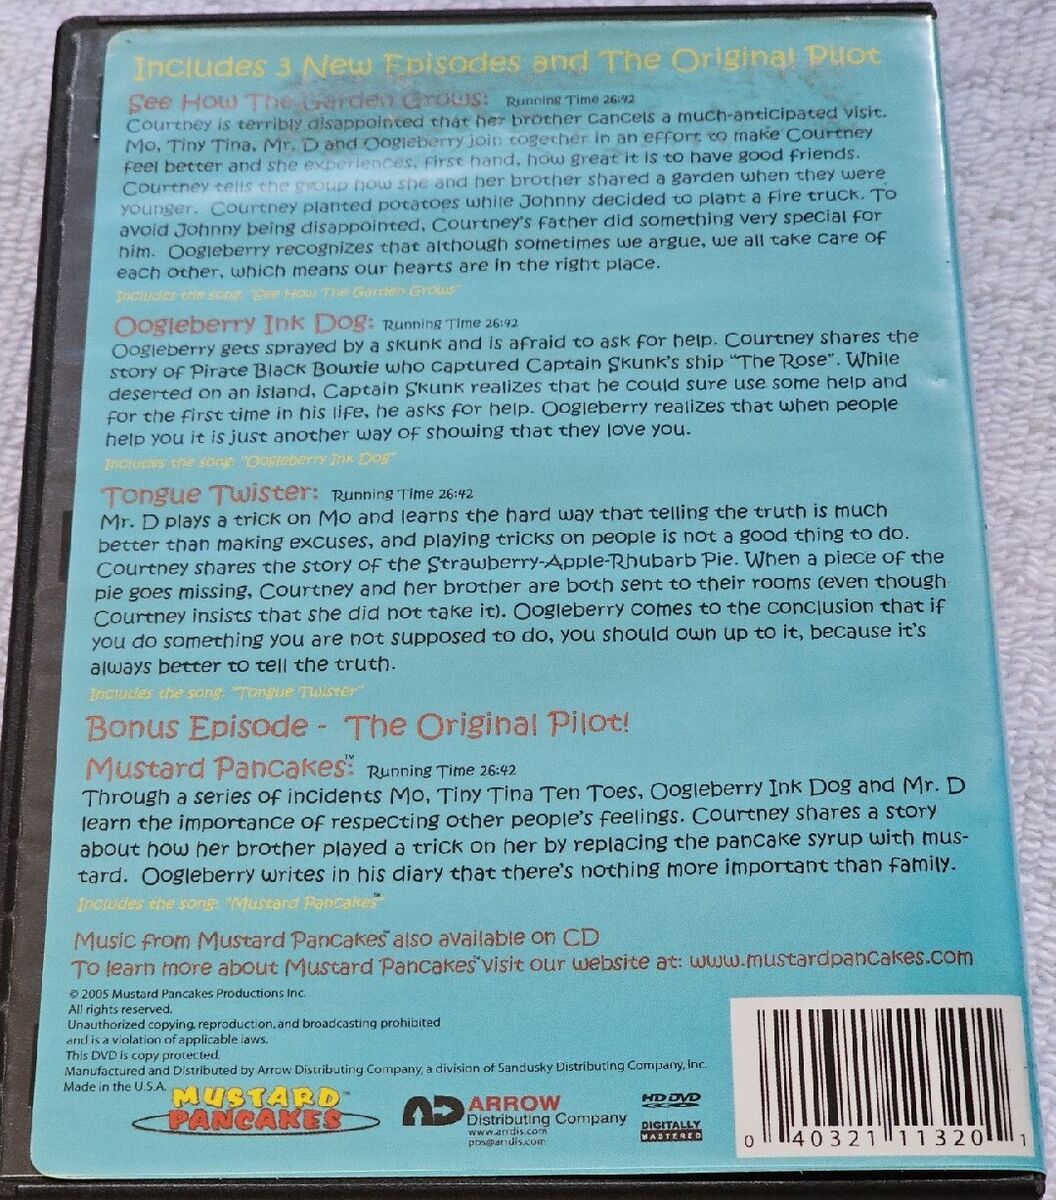 Includes 3 New Episodes and The Original Pilot
See How The Garden Grows: Running Time 26:42
Courtney is terribly disappointed that her brother cancels a much-anticipated visit.
Mo, Tiny Tina, Mr. D and Oogleberry join together in an effort to make Courtney
feel better and she experiences, first hand, how great it is to have good friends.
Courtney tells the group how she and her brother shared a garden when they were
younger. Courtney planted potatoes while Johnny decided to plant a fire truck. To
avoid Johnny being disappointed, Courtney's father did something very special for
him. Oogleberry recognizes that although sometimes we argue, we all take care of
each other, which means our hearts are in the right place.
Includes the song: "See How The Garden Grows"
Oogleberry Ink Dog: Running Time 26:42
Oogleberry gets sprayed by a skunk and is afraid to ask for help. Courtney shares the
story of Pirate Black Bowtie who captured Captain Skunk's ship "The Rose". While
deserted on an island, Captain Skunk realizes that he could sure use some help and
for the first time in his life, he asks for help. Oogleberry realizes that when people
help you it is just another way of showing that they love you.
Includes the song: "Oogleberry Ink Dog"
Tongue Twister: Running Time 26:42
Mr. D plays a trick on Mo and learns the hard way that telling the truth is much
better than making excuses, and playing tricks on people is not a good thing to do.
Courtney shares the story of the Strawberry-Apple-Rhubarb Pie. When a piece of the
pie goes missing, Courtney and her brother are both sent to their rooms (even though
Courtney insists that she did not take it). Oogleberry comes to the conclusion that if
you do something you are not supposed to do, you should own up to it, because it's
always better to tell the truth.
Includes the song: "Tongue Twister"
Bonus Episode - The Original Pilot!
Mustard Pancakes™: Running Time 26:42
Through a series of incidents Mo, Tiny Tina Ten Toes, Oogleberry Ink Dog and Mr. D
learn the importance of respecting other people's feelings. Courtney shares a story
about how her brother played a trick on her by replacing the pancake syrup with mus-
tard. Oogleberry writes in his diary that there's nothing more important than family.
Includes the song: "Mustard Pancakes™"
Music from Mustard Pancakes™ also available on CD
To learn more about Mustard Pancakes™ visit our website at: www.mustardpancakes.com
© 2005 Mustard Pancakes Productions Inc.
All rights reserved.
Unauthorized copying, reproduction, and broadcasting prohibited
and is a violation of applicable laws.
This DVD is copy protected.
Manufactured and Distributed by Arrow Distributing Company, a division of Sandusky Distributing Company, Inc.
Made in the U.S.A.
MUSTARD™
PANCAKES
AD ARROW
Distributing Company
www.arrdis.com
pbs@arrdis.com
HD DVD
DIGITALLY
MASTERED
0 40321 11320 1